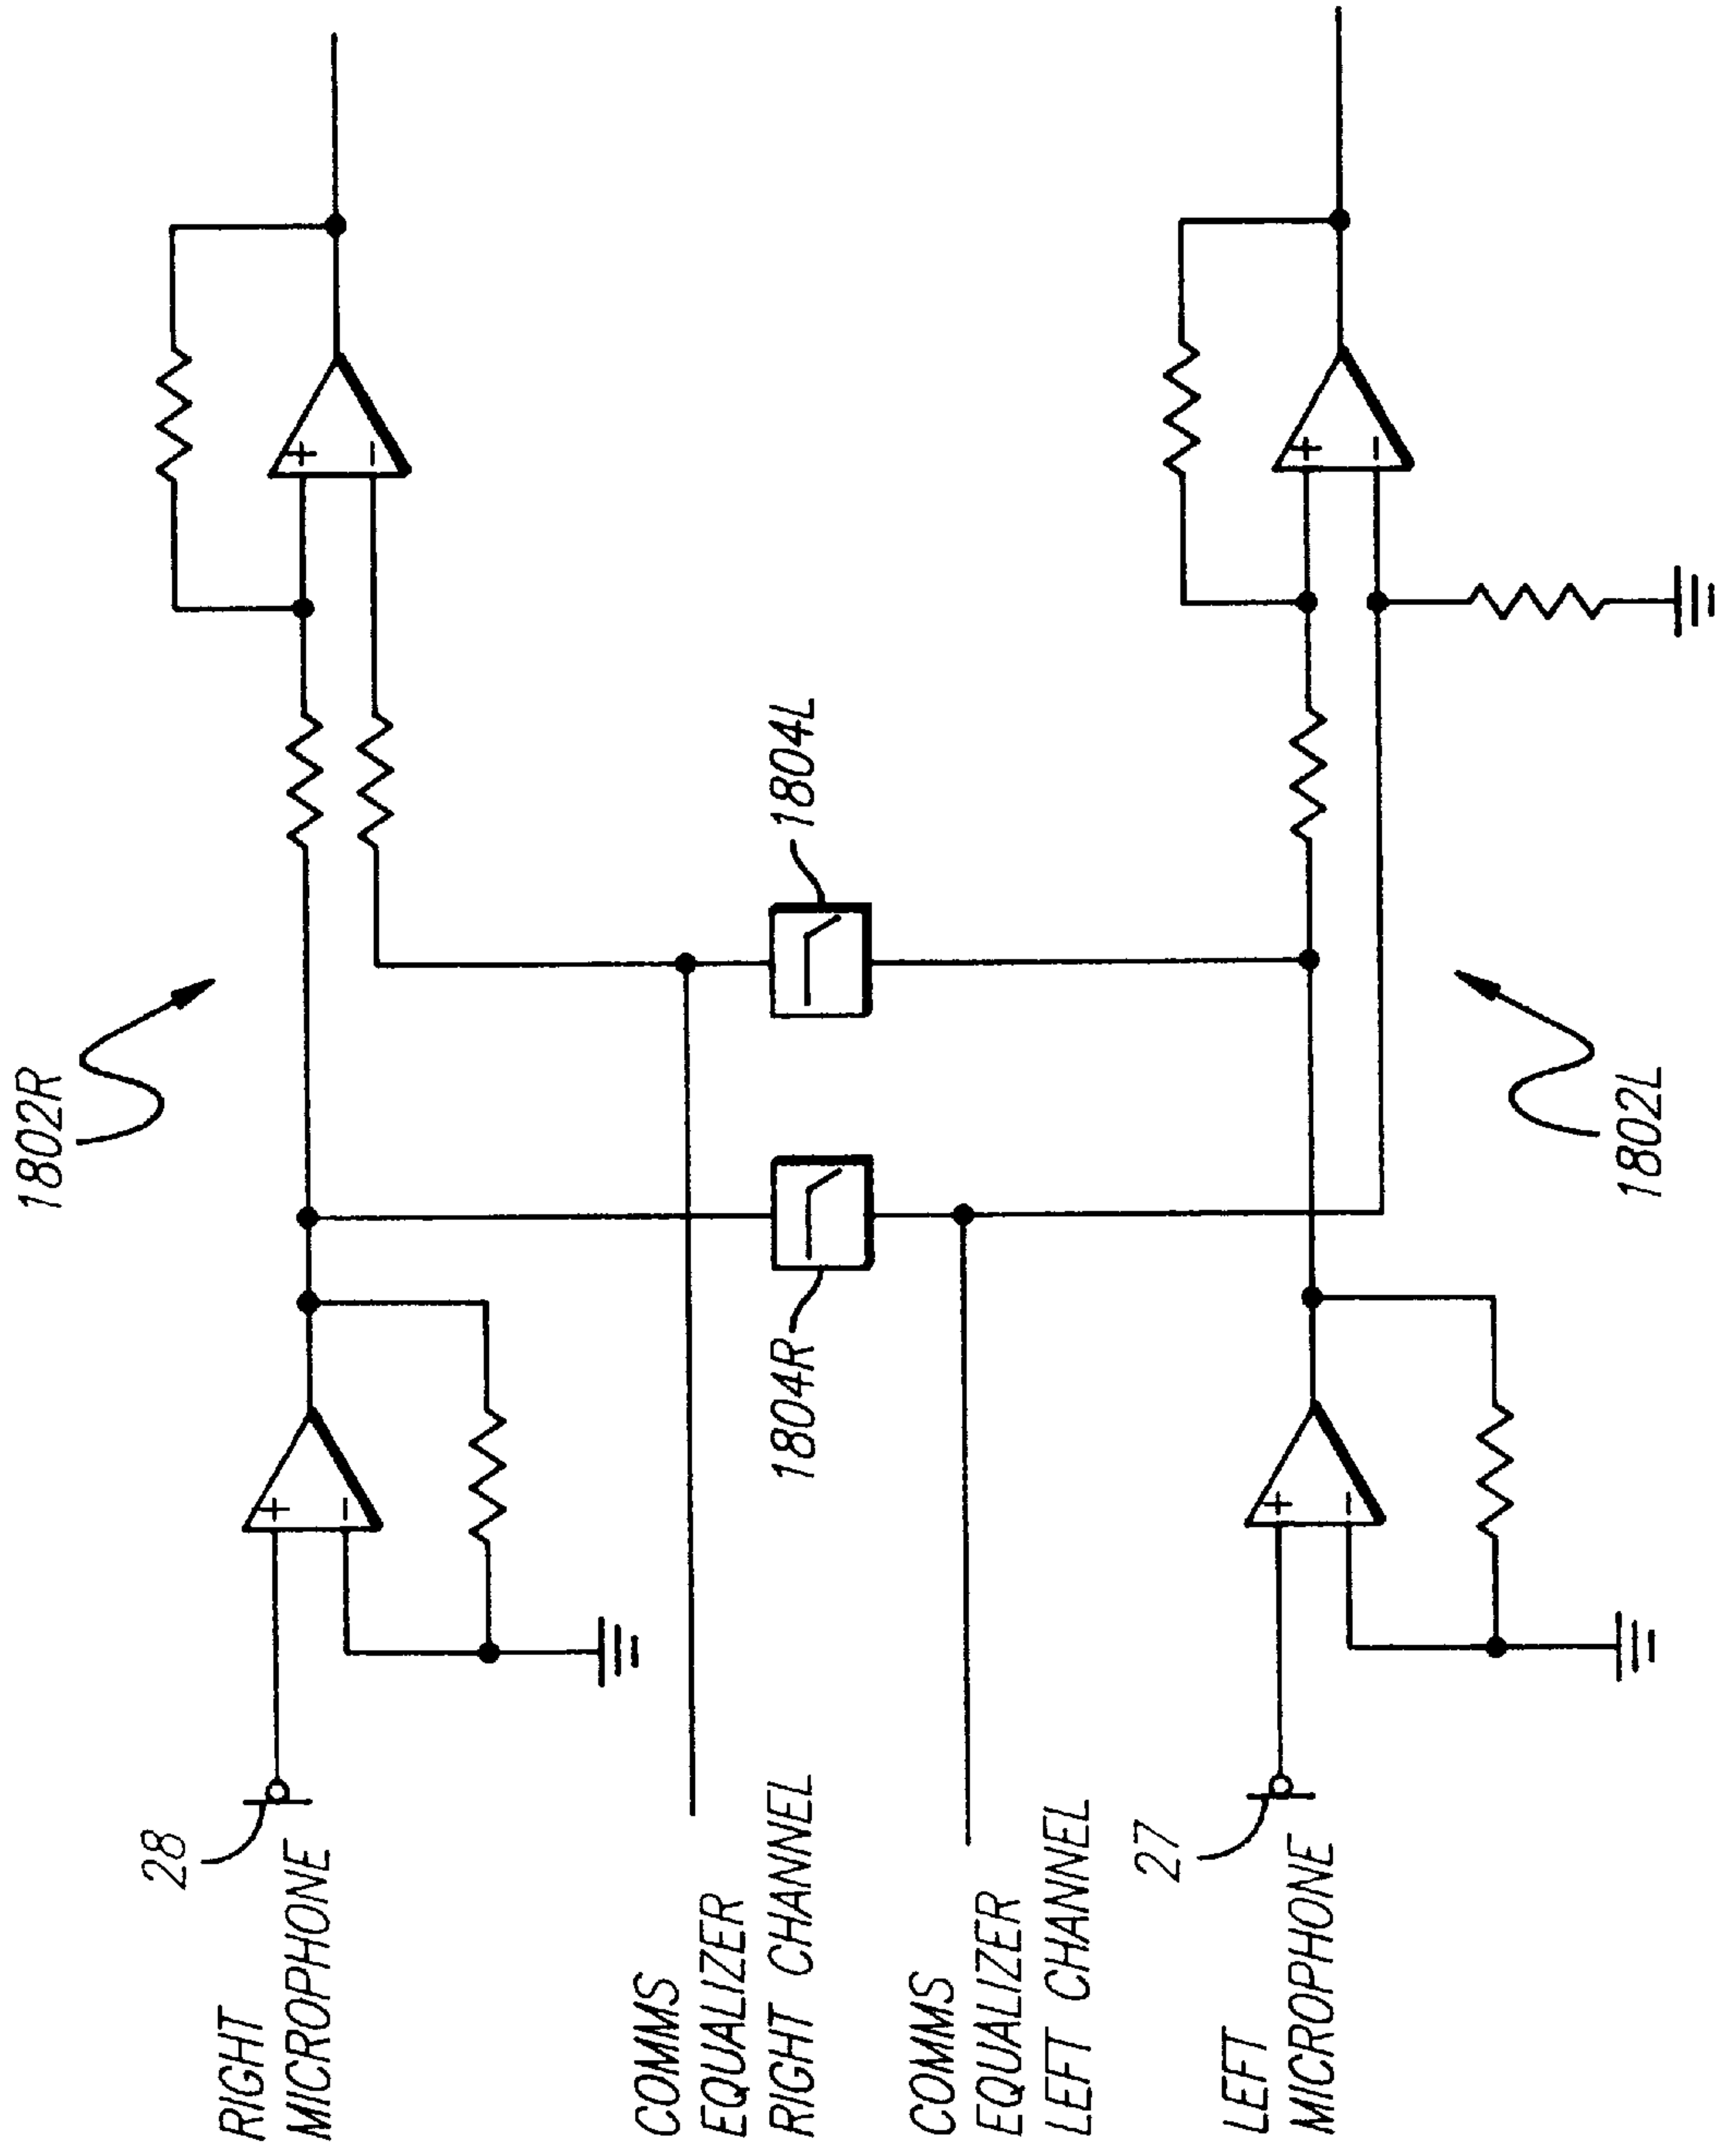 1802R
1802L
1804R
1804L
28
RIGHT
MICROPHONE
COMMS
EQUALIZER
RIGHT CHANNEL
COMMS
EQUALIZER
LEFT CHANNEL
27
LEFT
MICROPHONE
+
−
+
−
+
−
+
−